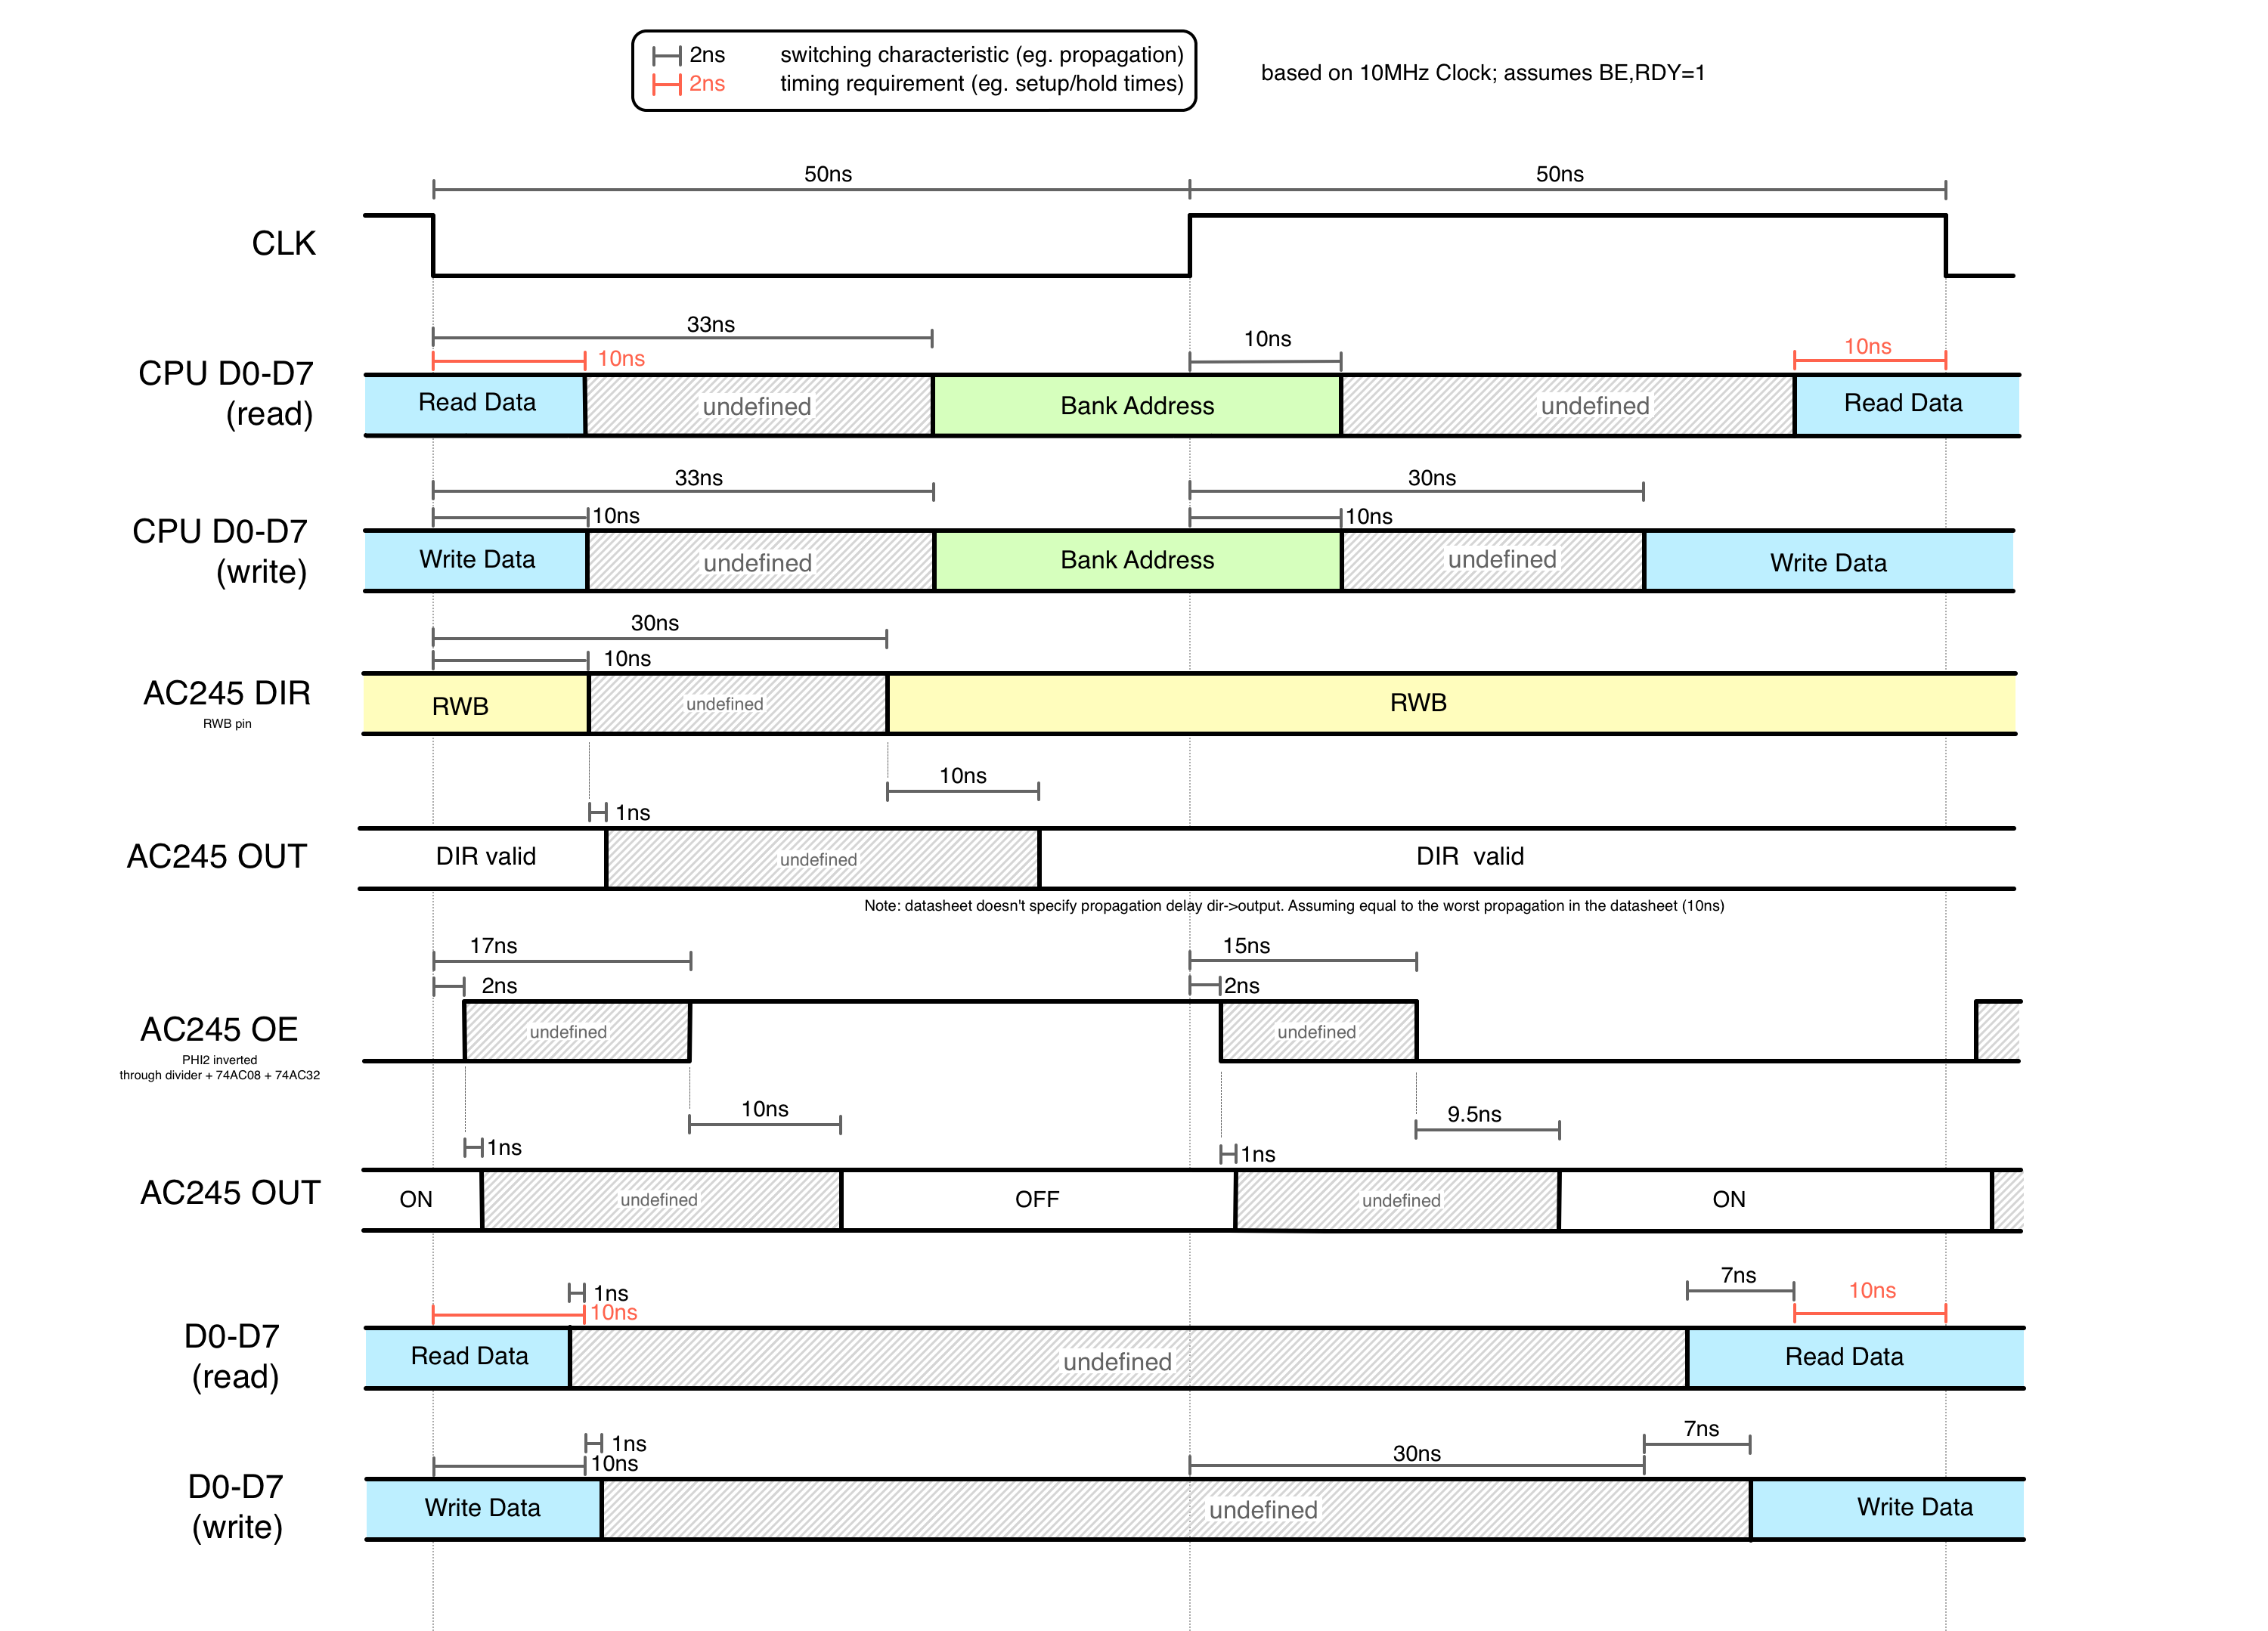 2ns switching characteristic (eg. propagation)
2ns timing requirement (eg. setup/hold times)
based on 10MHz Clock; assumes BE,RDY=1
50ns 50ns
CLK
33ns
10ns
10ns
10ns
CPU D0-D7
(read)
Read Data undefined Bank Address undefined Read Data
33ns 30ns
10ns 10ns
CPU D0-D7
(write)
Write Data undefined Bank Address undefined Write Data
30ns
10ns
AC245 DIR
RWB pin
RWB undefined RWB
10ns
1ns
AC245 OUT
DIR valid undefined DIR valid
Note: datasheet doesn't specify propagation delay dir->output. Assuming equal to the worst propagation in the datasheet (10ns)
17ns 15ns
2ns 2ns
AC245 OE
PHI2 inverted
through divider + 74AC08 + 74AC32
undefined undefined
10ns 9.5ns
1ns 1ns
AC245 OUT
ON undefined OFF undefined ON
1ns 7ns
10ns 10ns
D0-D7
(read)
Read Data undefined Read Data
1ns 7ns
10ns 30ns
D0-D7
(write)
Write Data undefined Write Data